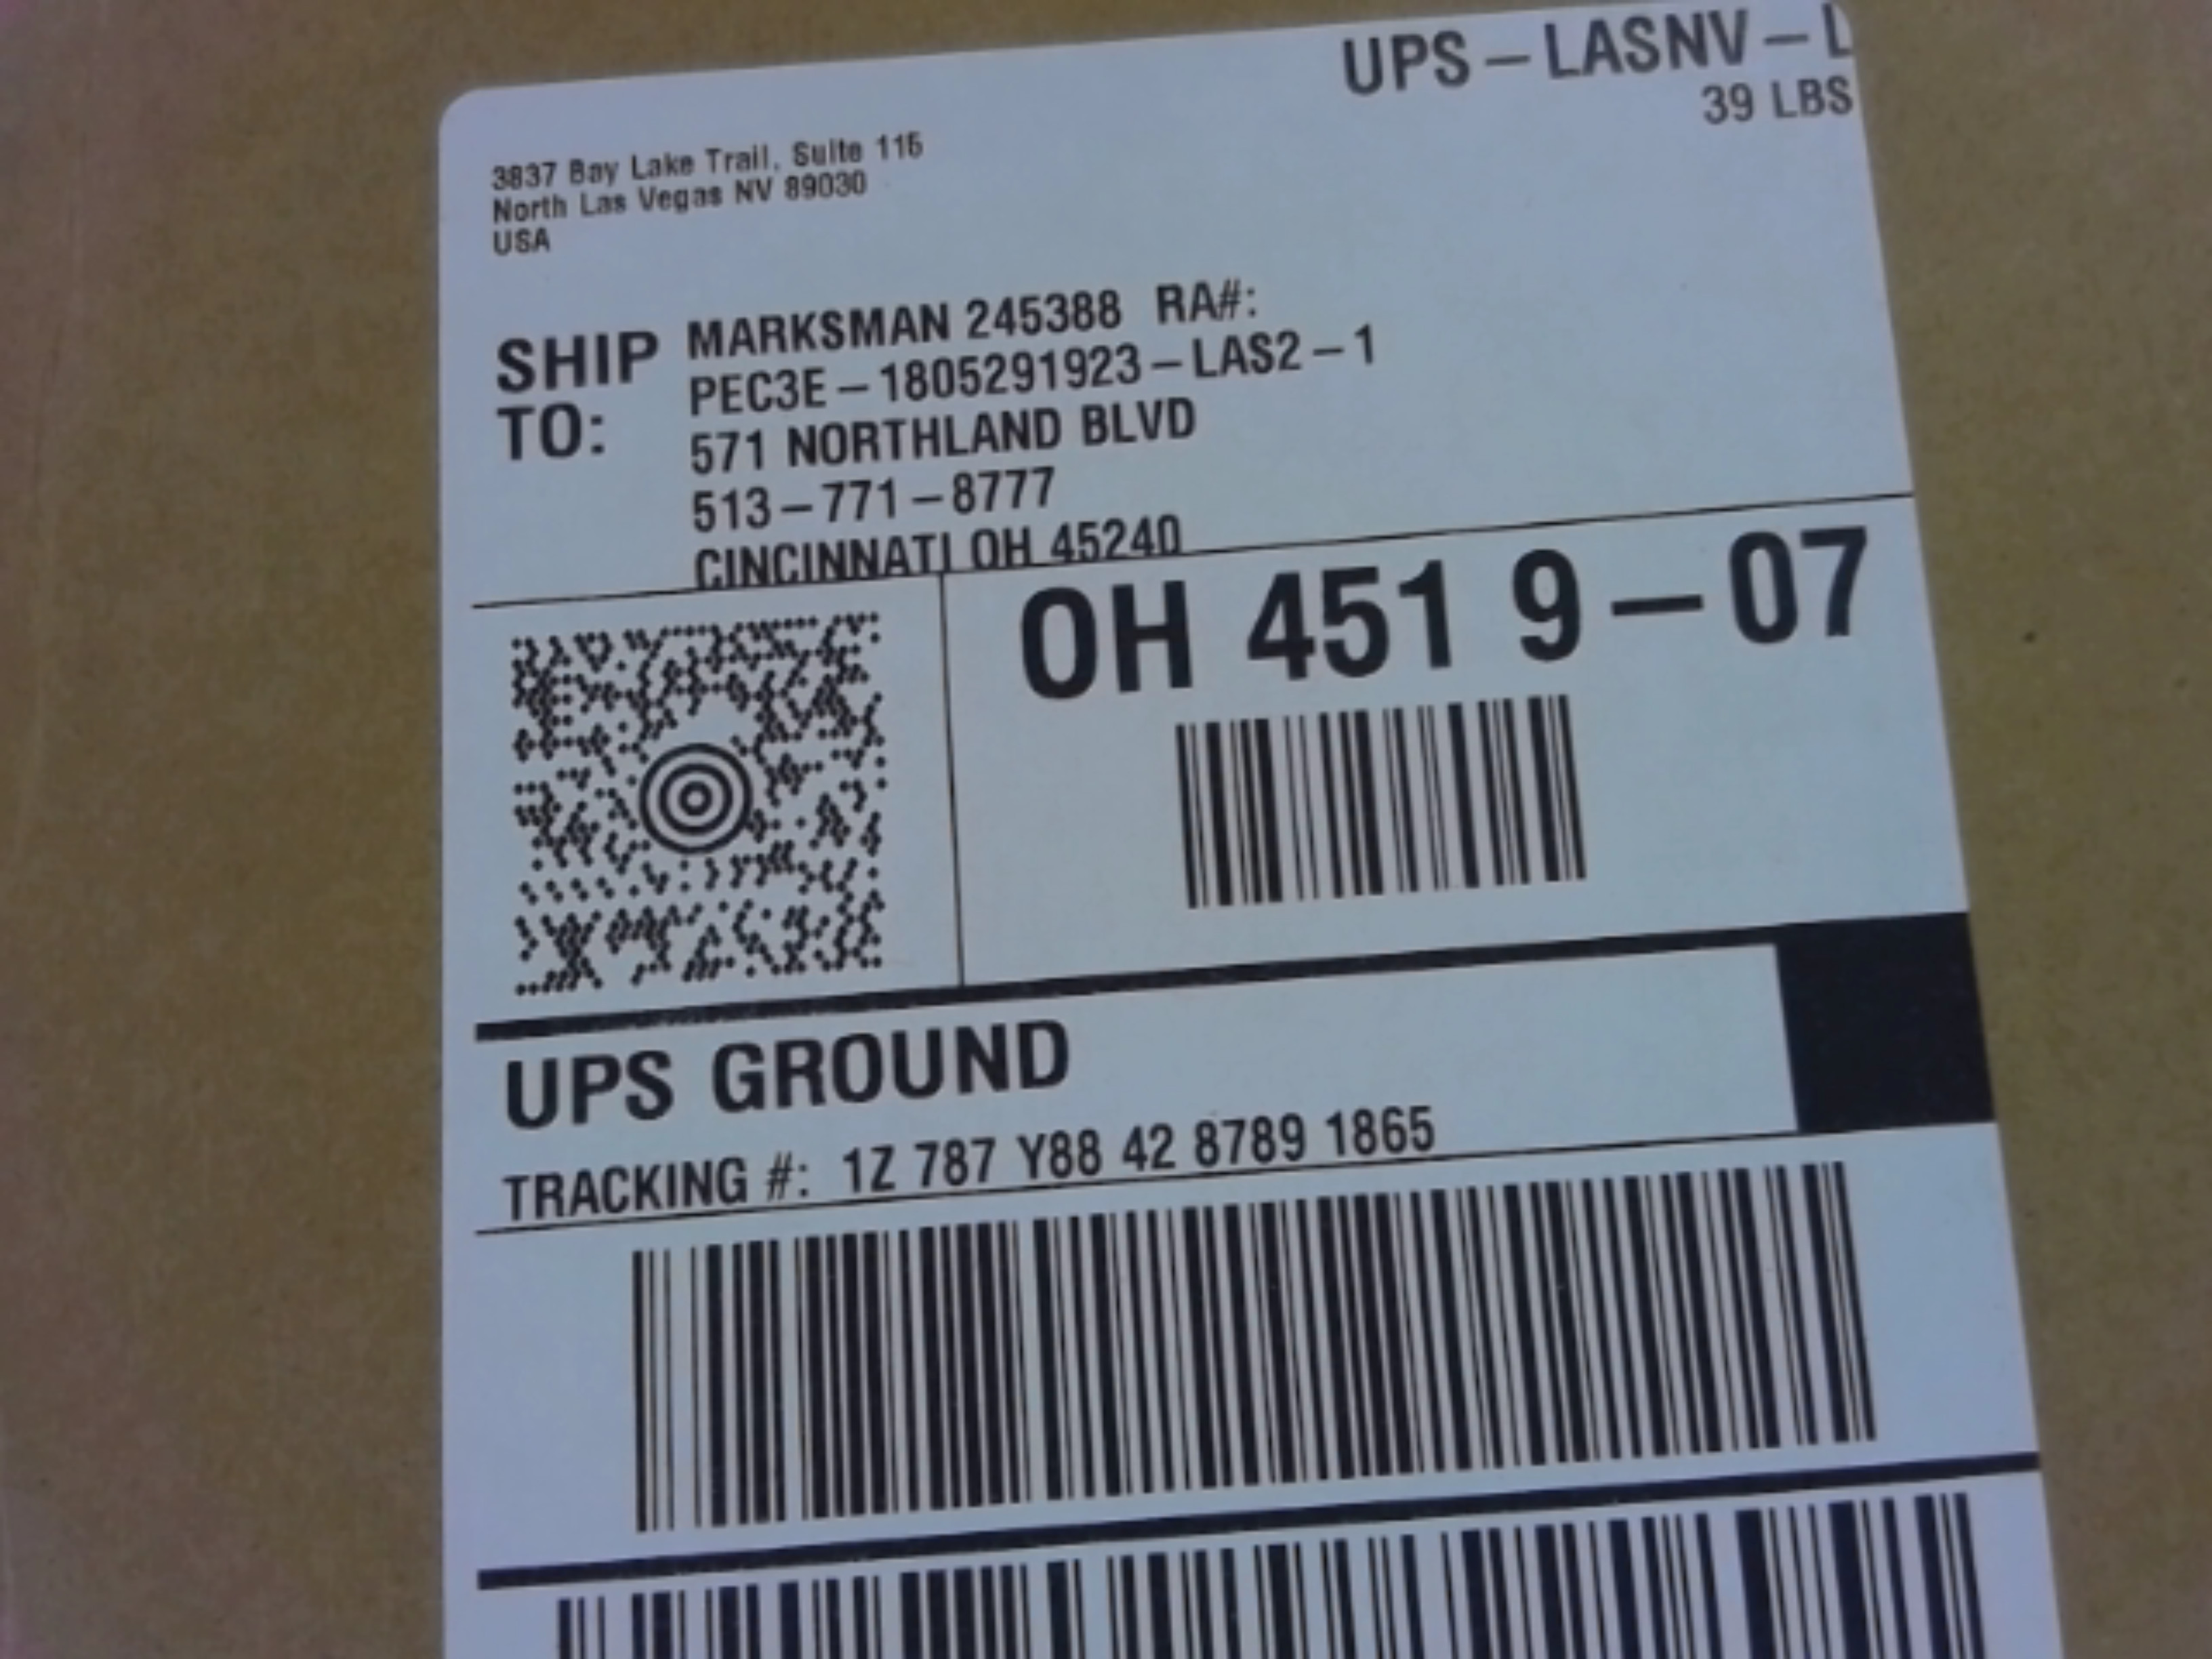 UPS – LASNV – L
39 LBS
3837 Bay Lake Trail, Suite 115
North Las Vegas NV 89030
USA
SHIP TO:
MARKSMAN 245388 RA#:
PEC3E – 1805291923 – LAS2 – 1
571 NORTHLAND BLVD
513 – 771 – 8777
CINCINNATI OH 45240
OH 451 9 – 07
UPS GROUND
TRACKING #: 1Z 787 Y88 42 8789 1865